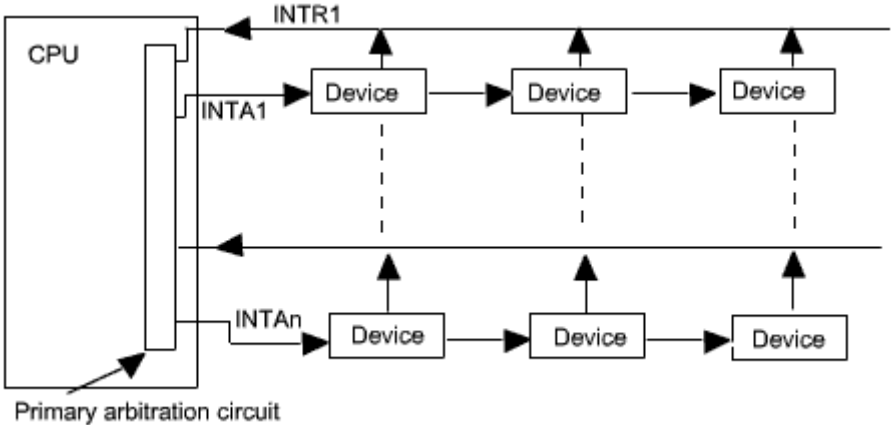 INTR1
CPU
Device Device Device
INTA1
INTAn
Device Device Device
Primary arbitration circuit